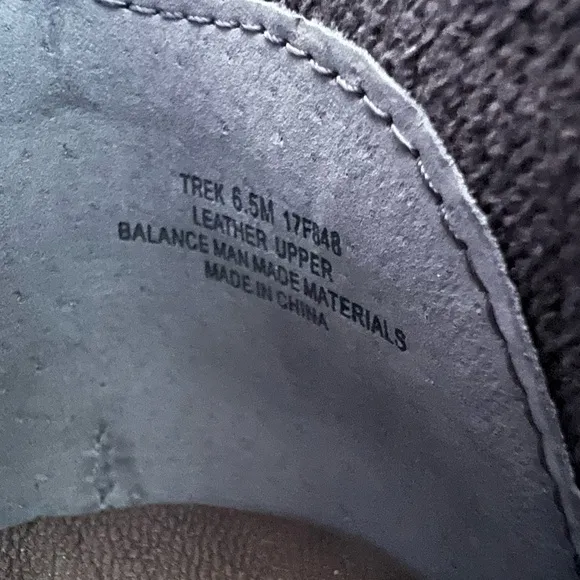 TREK 6.5M 17F848
LEATHER UPPER
BALANCE MAN MADE MATERIALS
MADE IN CHINA